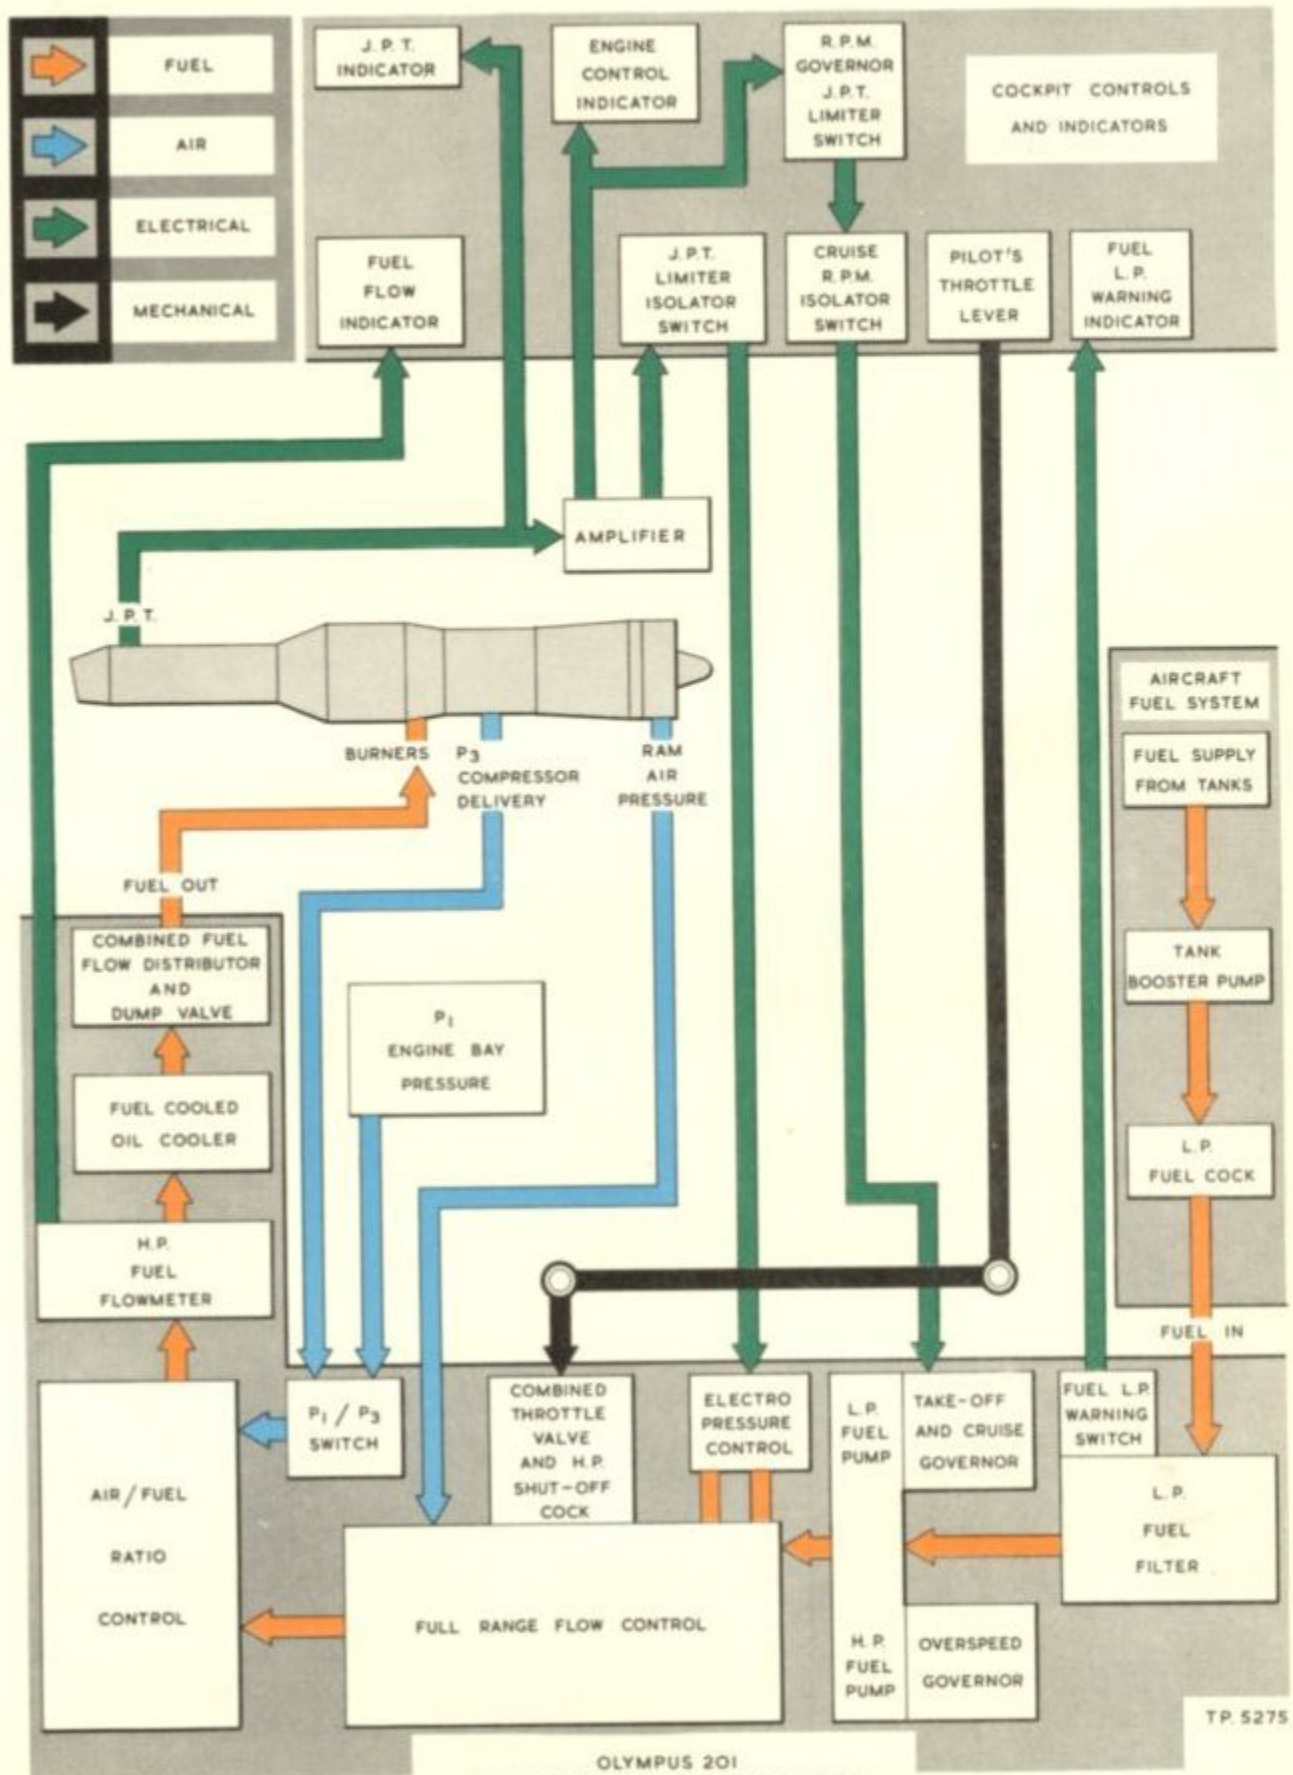 FUEL
AIR
ELECTRICAL
MECHANICAL
J. P. T.
INDICATOR
ENGINE
CONTROL
INDICATOR
R. P. M.
GOVERNOR
J. P. T.
LIMITER
SWITCH
COCKPIT CONTROLS
AND INDICATORS
FUEL
FLOW
INDICATOR
J. P. T.
LIMITER
ISOLATOR
SWITCH
CRUISE
R. P. M.
ISOLATOR
SWITCH
PILOT'S
THROTTLE
LEVER
FUEL
L. P.
WARNING
INDICATOR
AMPLIFIER
J. P. T.
BURNERS
P3
COMPRESSOR
DELIVERY
RAM
AIR
PRESSURE
AIRCRAFT
FUEL SYSTEM
FUEL SUPPLY
FROM TANKS
TANK
BOOSTER PUMP
L. P.
FUEL COCK
FUEL IN
FUEL OUT
COMBINED FUEL
FLOW DISTRIBUTOR
AND
DUMP VALVE
FUEL COOLED
OIL COOLER
H. P.
FUEL
FLOWMETER
P1
ENGINE BAY
PRESSURE
AIR/FUEL
RATIO
CONTROL
P1 / P3
SWITCH
COMBINED
THROTTLE
VALVE
AND H. P.
SHUT-OFF
COCK
ELECTRO
PRESSURE
CONTROL
L. P.
FUEL
PUMP
TAKE-OFF
AND CRUISE
GOVERNOR
FUEL L.P.
WARNING
SWITCH
L. P.
FUEL
FILTER
FULL RANGE FLOW CONTROL
H. P.
FUEL
PUMP
OVERSPEED
GOVERNOR
TP. 5275
OLYMPUS 201